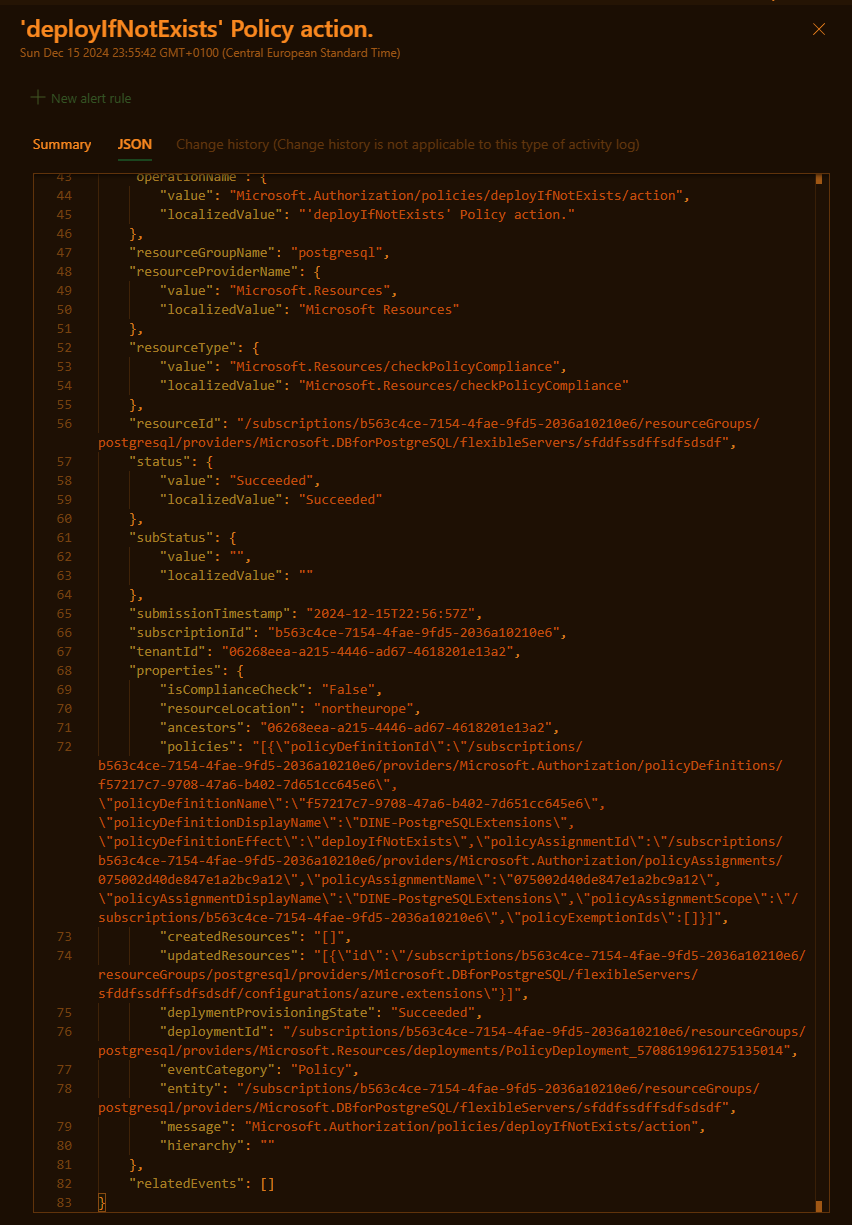 'deployIfNotExists' Policy action.
Sun Dec 15 2024 23:55:42 GMT+0100 (Central European Standard Time)
New alert rule
Summary JSON Change history (Change history is not applicable to this type of activity log)
43 "operationName": {
44 "value": "Microsoft.Authorization/policies/deployIfNotExists/action",
45 "localizedValue": "'deployIfNotExists' Policy action."
46 },
47 "resourceGroupName": "postgresql",
48 "resourceProviderName": {
49 "value": "Microsoft.Resources",
50 "localizedValue": "Microsoft Resources"
51 },
52 "resourceType": {
53 "value": "Microsoft.Resources/checkPolicyCompliance",
54 "localizedValue": "Microsoft.Resources/checkPolicyCompliance"
55 },
56 "resourceId": "/subscriptions/b563c4ce-7154-4fae-9fd5-2036a10210e6/resourceGroups/
postgresql/providers/Microsoft.DBforPostgreSQL/flexibleServers/sfddfssdffsdfsdsdf",
57 "status": {
58 "value": "Succeeded",
59 "localizedValue": "Succeeded"
60 },
61 "subStatus": {
62 "value": "",
63 "localizedValue": ""
64 },
65 "submissionTimestamp": "2024-12-15T22:56:57Z",
66 "subscriptionId": "b563c4ce-7154-4fae-9fd5-2036a10210e6",
67 "tenantId": "06268eea-a215-4446-ad67-4618201e13a2",
68 "properties": {
69 "isComplianceCheck": "False",
70 "resourceLocation": "northeurope",
71 "ancestors": "06268eea-a215-4446-ad67-4618201e13a2",
72 "policies": "[{\"policyDefinitionId\":\"/subscriptions/
b563c4ce-7154-4fae-9fd5-2036a10210e6/providers/Microsoft.Authorization/policyDefinitions/
f57217c7-9708-47a6-b402-7d651cc645e6\",
\"policyDefinitionName\":\"f57217c7-9708-47a6-b402-7d651cc645e6\",
\"policyDefinitionDisplayName\":\"DINE-PostgreSQLExtensions\",
\"policyDefinitionEffect\":\"deployIfNotExists\",\"policyAssignmentId\":\"/subscriptions/
b563c4ce-7154-4fae-9fd5-2036a10210e6/providers/Microsoft.Authorization/policyAssignments/
075002d40de847e1a2bc9a12\",\"policyAssignmentName\":\"075002d40de847e1a2bc9a12\",
\"policyAssignmentDisplayName\":\"DINE-PostgreSQLExtensions\",\"policyAssignmentScope\":\"/
subscriptions/b563c4ce-7154-4fae-9fd5-2036a10210e6\",\"policyExemptionIds\":[]}]",
73 "createdResources": "[]",
74 "updatedResources": "[{\"id\":\"/subscriptions/b563c4ce-7154-4fae-9fd5-2036a10210e6/
resourceGroups/postgresql/providers/Microsoft.DBforPostgreSQL/flexibleServers/
sfddfssdffsdfsdsdf/configurations/azure.extensions\"}]",
75 "deplymentProvisioningState": "Succeeded",
76 "deploymentId": "/subscriptions/b563c4ce-7154-4fae-9fd5-2036a10210e6/resourceGroups/
postgresql/providers/Microsoft.Resources/deployments/PolicyDeployment_5708619961275135014",
77 "eventCategory": "Policy",
78 "entity": "/subscriptions/b563c4ce-7154-4fae-9fd5-2036a10210e6/resourceGroups/
postgresql/providers/Microsoft.DBforPostgreSQL/flexibleServers/sfddfssdffsdfsdsdf",
79 "message": "Microsoft.Authorization/policies/deployIfNotExists/action",
80 "hierarchy": ""
81 },
82 "relatedEvents": []
83 }